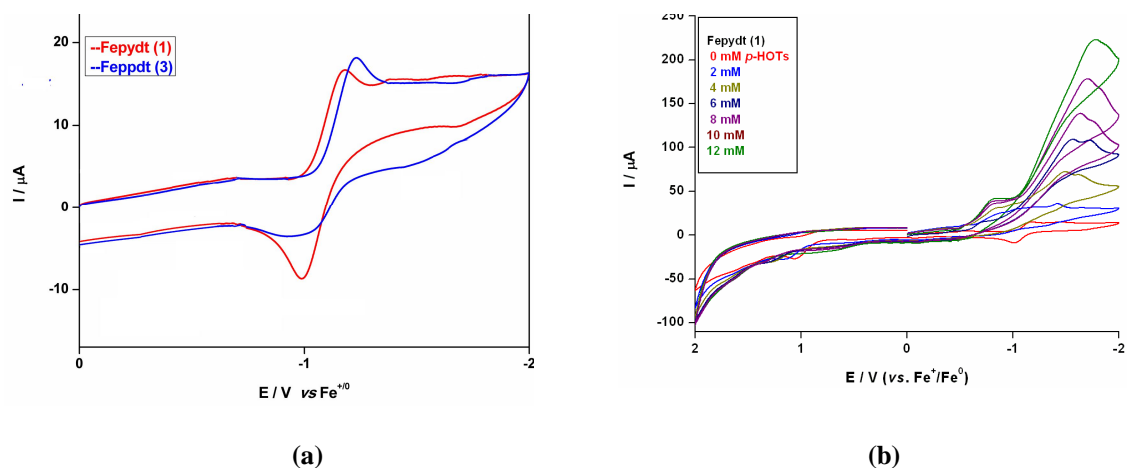 --Fepydt (1)
--Feppdt (3)
20
10
0
-10
0
-1
-2
I / µA
E / V vs Fe+/0
(a)
250
200
150
100
50
0
-50
-100
2
1
0
-1
-2
I / µA
E / V (vs. Fe⁺/Fe⁰)
Fepydt (1)
0 mM p-HOTs
2 mM
4 mM
6 mM
8 mM
10 mM
12 mM
(b)